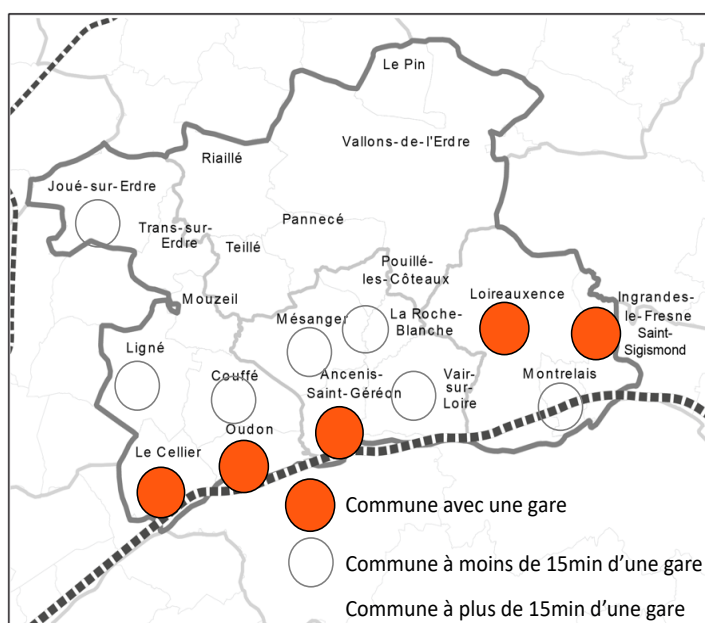 Le Pin
Vallons-de-l'Erdre
Riaillé
Joué-sur-Erdre
Trans-sur-
Erdre
Pannecé
Teillé
Pouillé-
les-Côteaux
Mouzeil
Loireauxence
Ingrandes-
le-Fresne
Saint-
Sigismond
Mésanger
La Roche-
Blanche
Ligné
Couffé
Ancenis-
Saint-Géréon
Vair-
sur-
Loire
Montrelais
Oudon
Le Cellier
Commune avec une gare
Commune à moins de 15min d'une gare
Commune à plus de 15min d'une gare